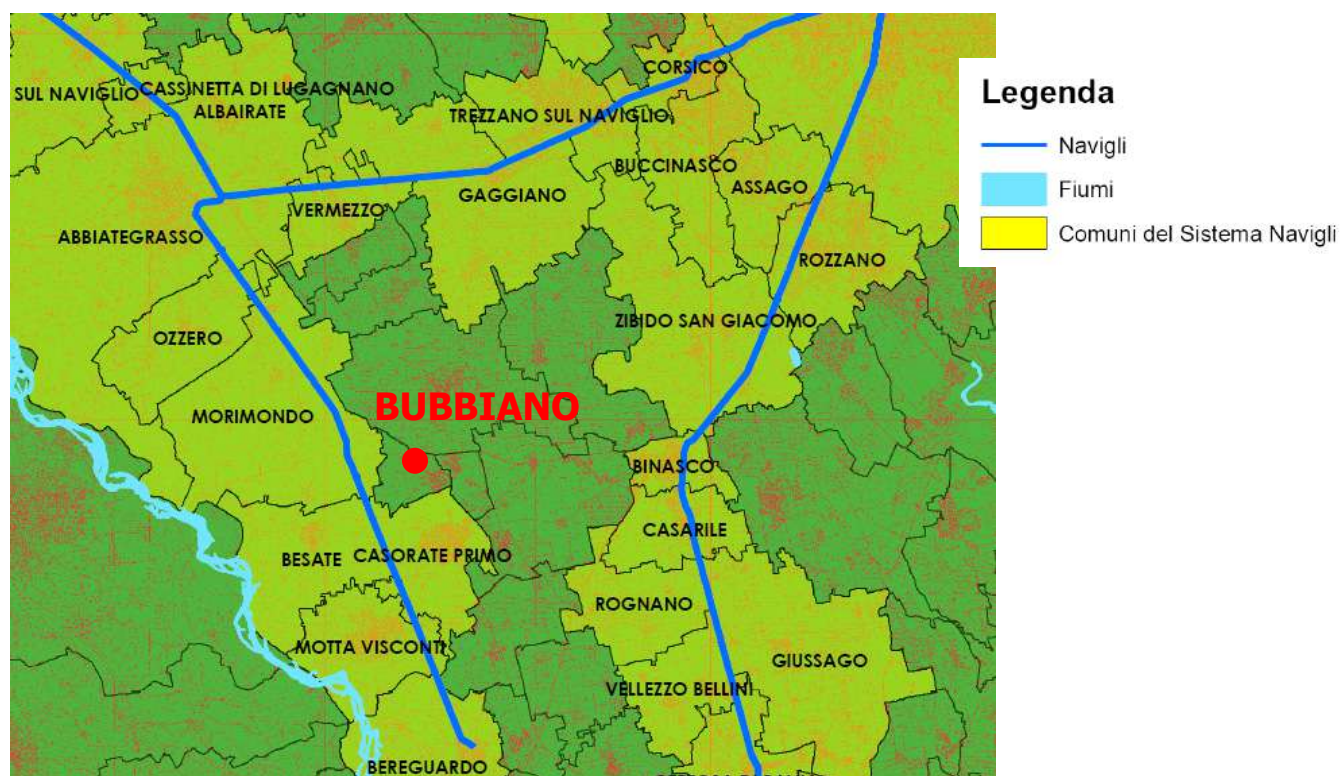 CORSICO
SUL NAVIGLIO
CASSINETTA DI LUGAGNANO
ALBAIRATE
TREZZANO SUL NAVIGLIO
BUCCINASCO
ASSAGO
GAGGIANO
VERMEZZO
ABBIATEGRASSO
ROZZANO
ZIBIDO SAN GIACOMO
OZZERO
BUBBIANO
MORIMONDO
BINASCO
CASARILE
BESATE
CASORATE PRIMO
ROGNANO
MOTTA VISCONTI
GIUSSAGO
VELLEZZO BELLINI
BEREGUARDO
Legenda
Navigli
Fiumi
Comuni del Sistema Navigli